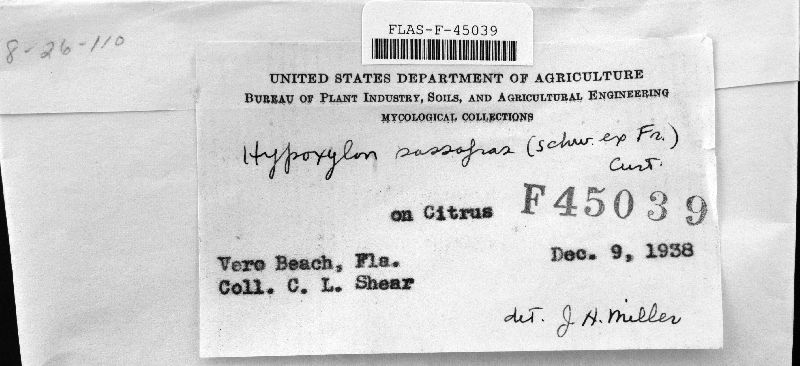 FLAS-F-45039
8-26-110
UNITED STATES DEPARTMENT OF AGRICULTURE
BUREAU OF PLANT INDUSTRY, SOILS, AND AGRICULTURAL ENGINEERING
MYCOLOGICAL COLLECTIONS
Hypoxylon sassafras (schw. ex Fr.)
Curt.
on Citrus F45039
Vero Beach, Fla. Dec. 9, 1938
Coll. C. L. Shear
det. J H. Miller